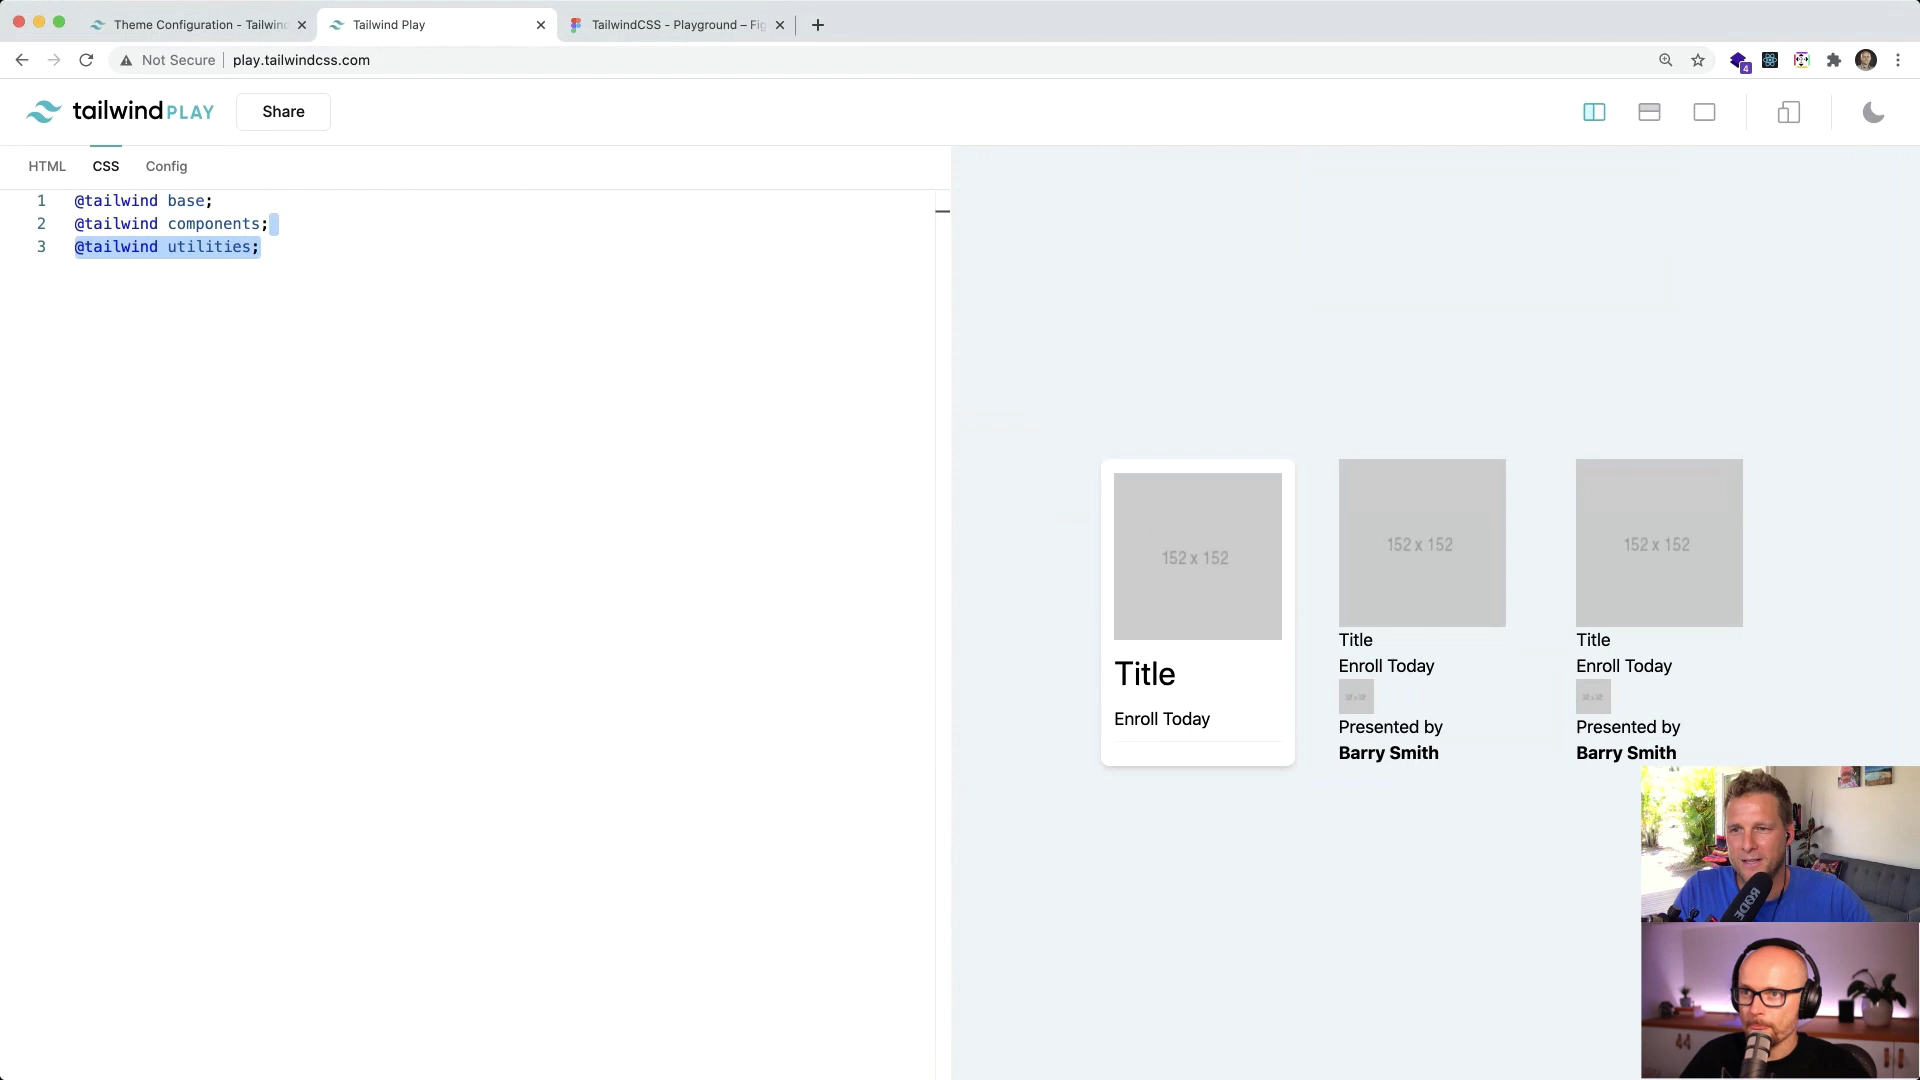 Theme Configuration - Tailwind
Tailwind Play
TailwindCSS - Playground – Fig
Not Secure
play.tailwindcss.com
4
tailwind PLAY
Share
HTML
CSS
Config
1 @tailwind base;
2 @tailwind components;
3 @tailwind utilities;
152 x 152
152 x 152
152 x 152
Title
Enroll Today
Title
Enroll Today
Presented by
Barry Smith
Title
Enroll Today
Presented by
Barry Smith
RØDE